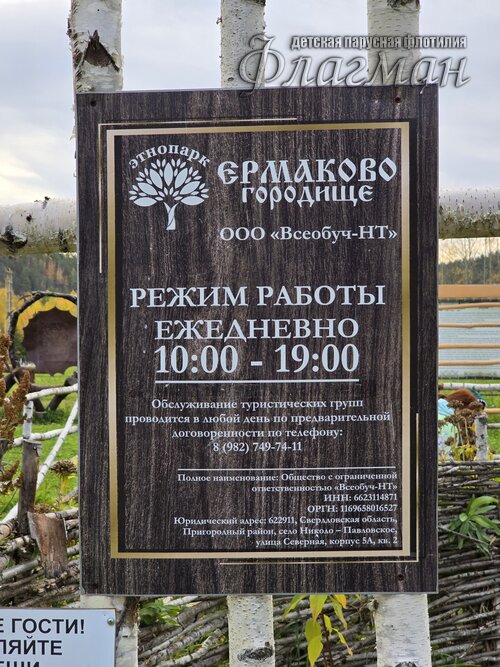 детская парусная флотилия
Флагман
ЭТНОПАРК
ЕРМАКОВО
ГОРОДИЩЕ
ООО «Всеобуч-НТ»
РЕЖИМ РАБОТЫ
ЕЖЕДНЕВНО
10:00 - 19:00
Обслуживание туристических групп
проводится в любой день по предварительной
договоренности по телефону:
8 (982) 749-74-11
Полное наименование: Общество с ограниченной
ответственностью «Всеобуч-НТ»
ИНН: 6623114871
ОРГН: 1169658016527
Юридический адрес: 622911, Свердловская область,
Пригородный район, село Николо – Павловское,
улица Северная, корпус 5А, кв. 2
Е ГОСТИ!
ЛЯЙТЕ